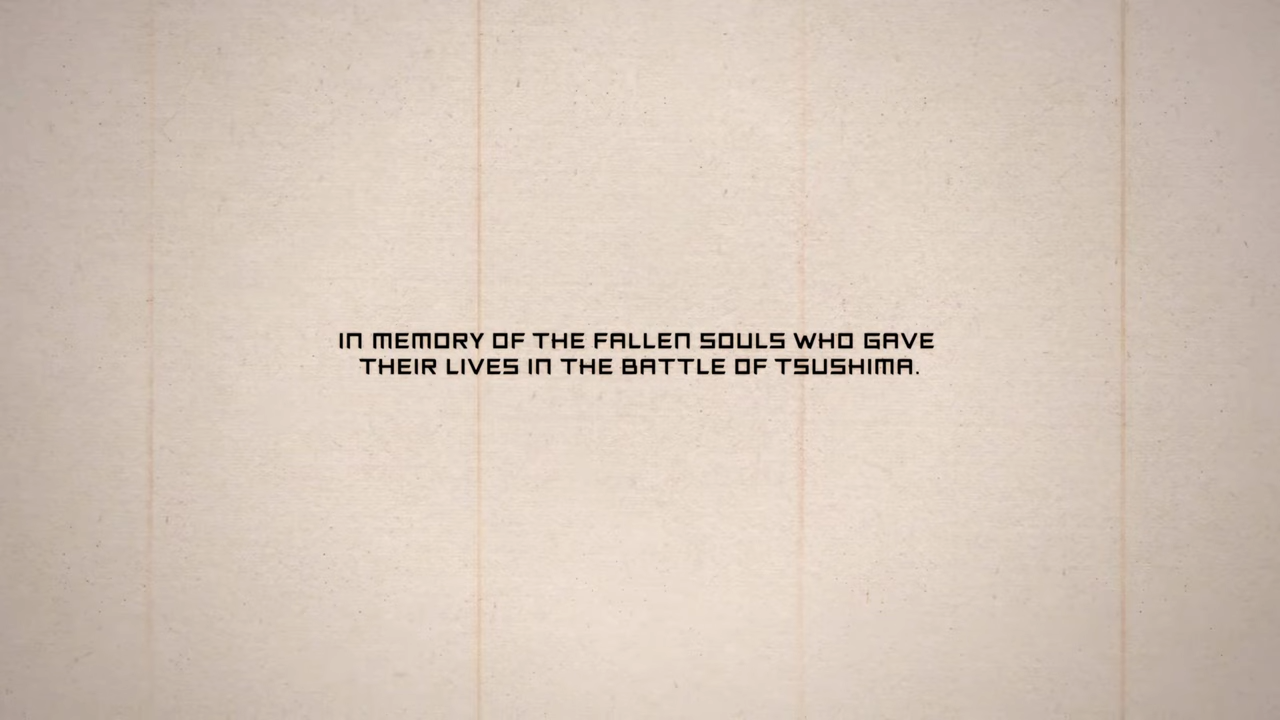 IN MEMORY OF THE FALLEN SOULS WHO GAVE
THEIR LIVES IN THE BATTLE OF TSUSHIMA.